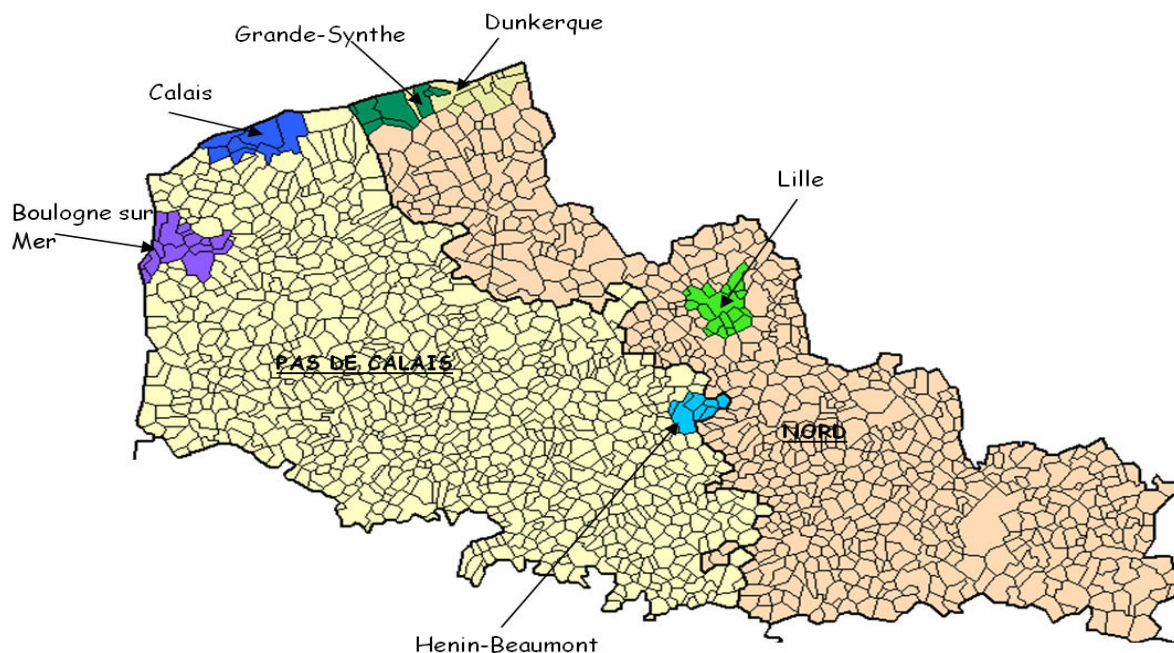 Dunkerque
Grande-Synthe
Calais
Lille
Boulogne sur
Mer
PAS DE CALAIS
NORD
Henin-Beaumont